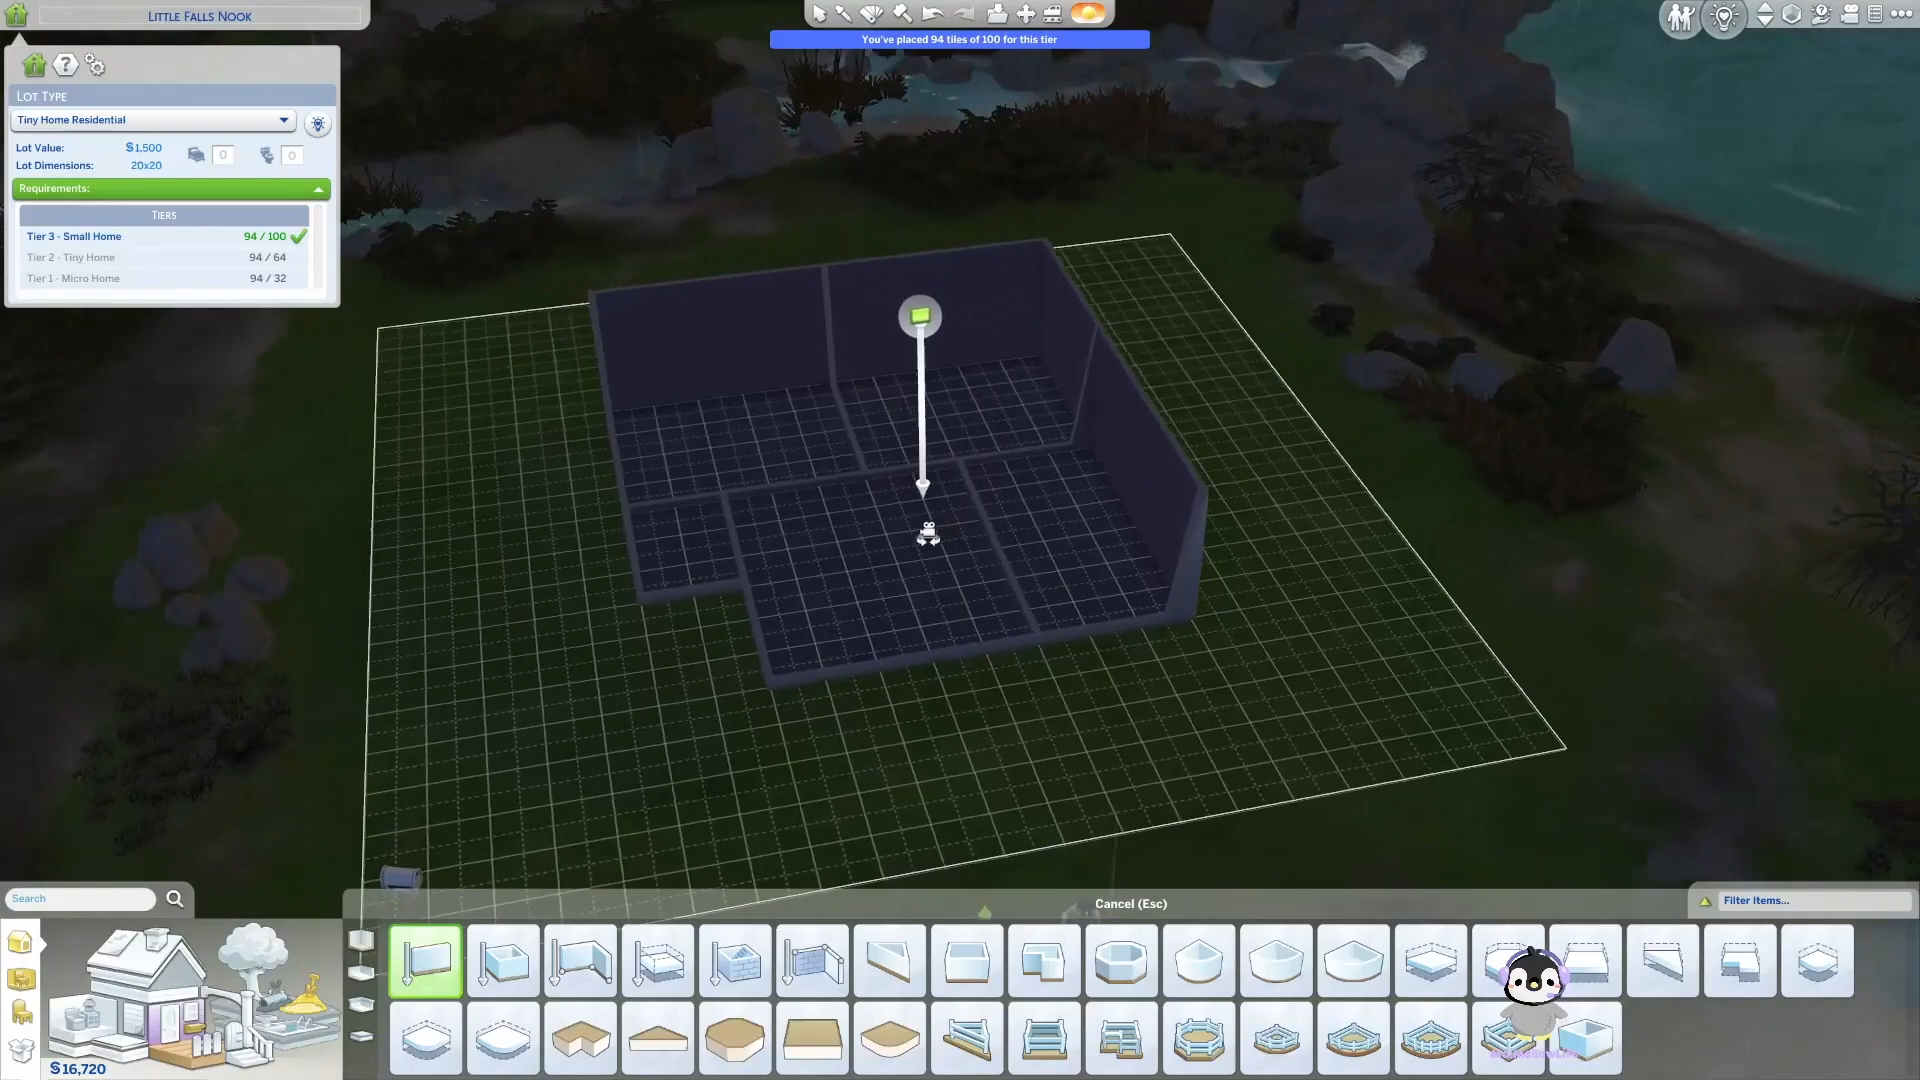 LITTLE FALLS NOOK
You've placed 94 tiles of 100 for this tier
LOT TYPE
Tiny Home Residential
Lot Value: §1,500 0 0
Lot Dimensions: 20x20
Requirements:
TIERS
Tier 3 - Small Home 94 / 100
Tier 2 - Tiny Home 94 / 64
Tier 1 - Micro Home 94 / 32
Search
Cancel (Esc)
Filter Items...
§16,720